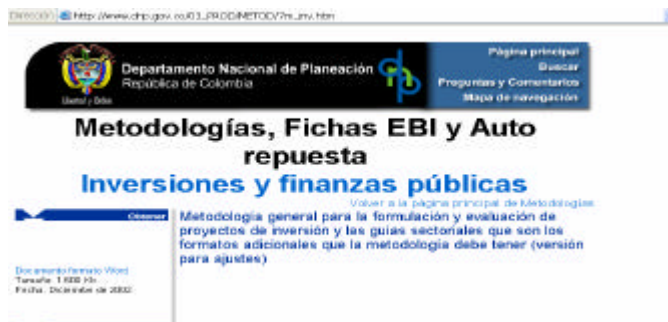 Dirección http://www.dnp.gov.co/03_PROD/METOD/7m_inv.htm
Departamento Nacional de Planeación
República de Colombia
Libertad y Orden
dnp
Página principal
Buscar
Preguntas y Comentarios
Mapa de navegación
Metodologías, Fichas EBI y Auto
repuesta
Inversiones y finanzas públicas
Volver a la página principal de Metodologías
Obtener
Metodología general para la formulación y evaluación de
proyectos de inversión y las guías sectoriales que son los
formatos adicionales que la metodología debe tener (versión
para ajustes)
Documento formato Word
Tamaño: 1.600 Kb
Fecha: Diciembre de 2002